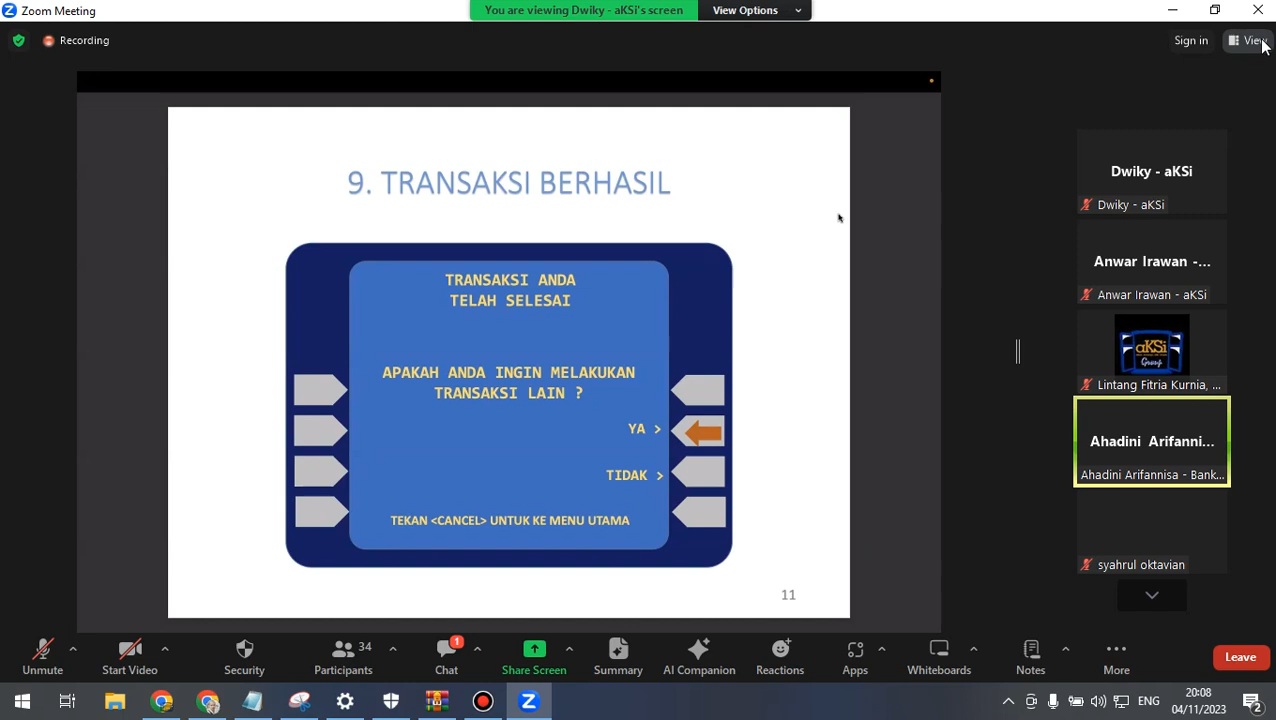 Zoom Meeting
You are viewing Dwiky - aKSi's screen
View Options
Recording
Sign in
View
9. TRANSAKSI BERHASIL
TRANSAKSI ANDA
TELAH SELESAI
APAKAH ANDA INGIN MELAKUKAN
TRANSAKSI LAIN ?
YA >
TIDAK >
TEKAN <CANCEL> UNTUK KE MENU UTAMA
11
Dwiky - aKSi
Dwiky - aKSi
Anwar Irawan -...
Anwar Irawan - aKSi
aKSi
Group
Lintang Fitria Kurnia, ...
Ahadini Arifanni...
Ahadini Arifannisa - Bank...
syahrul oktavian
Unmute
Start Video
Security
34
Participants
1
Chat
Share Screen
Summary
AI Companion
Reactions
Apps
Whiteboards
Notes
More
Leave
ENG
20:08
04/11/2023
2